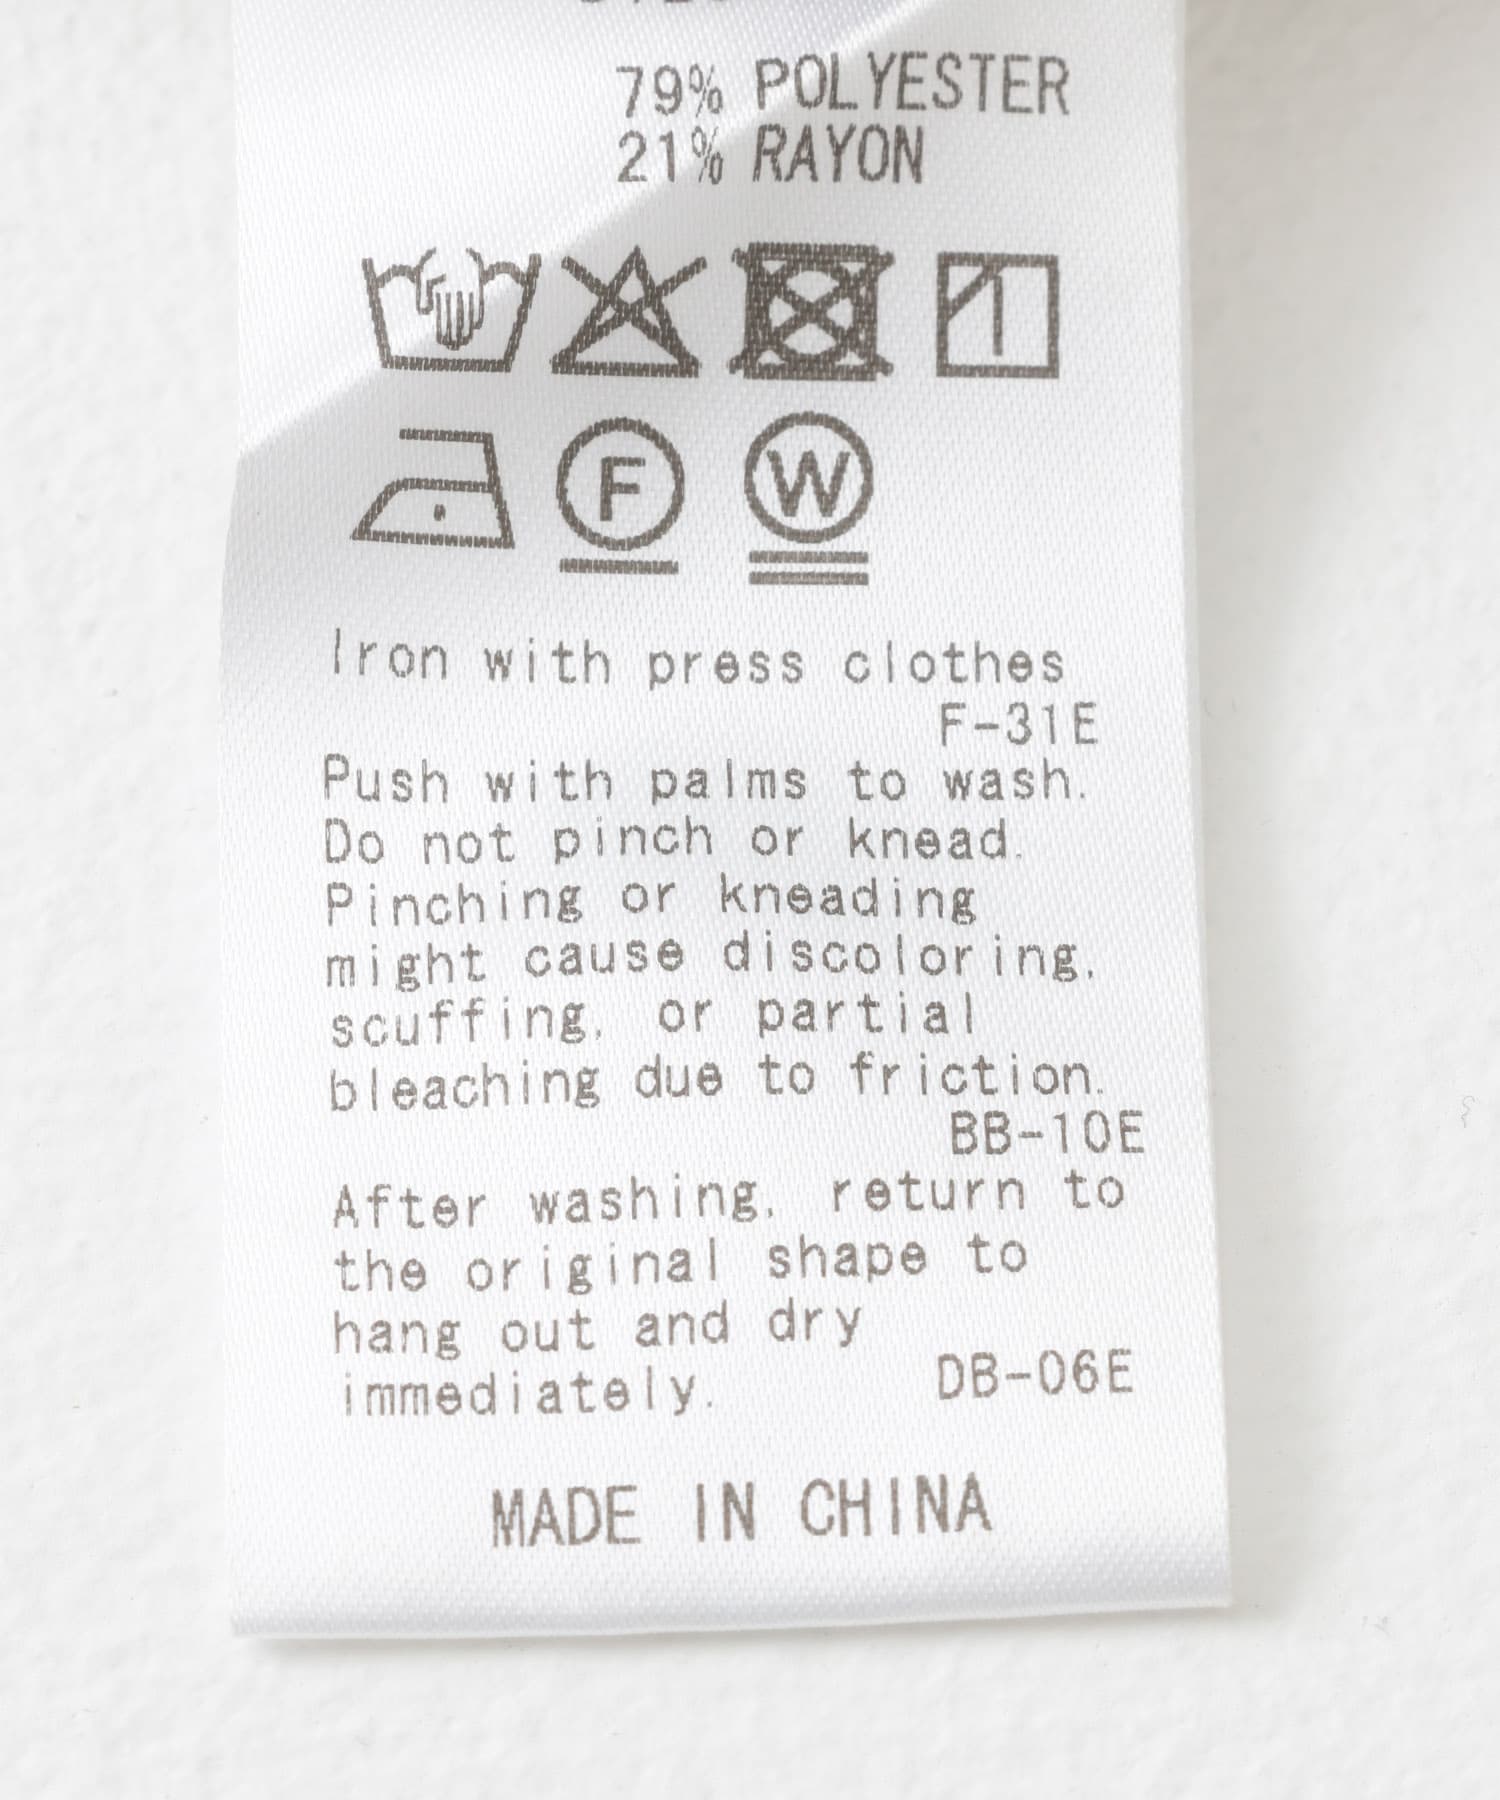 79% POLYESTER
21% RAYON
F
W
Iron with press clothes
F-31E
Push with palms to wash.
Do not pinch or knead.
Pinching or kneading
might cause discoloring,
scuffing, or partial
bleaching due to friction.
BB-10E
After washing, return to
the original shape to
hang out and dry
immediately.
DB-06E
MADE IN CHINA